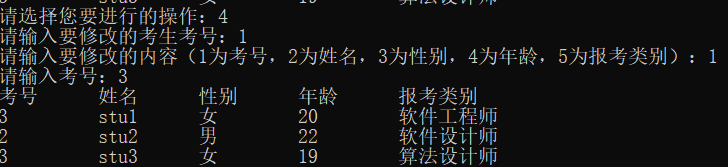 请选择您要进行的操作：4
请输入要修改的考生考号：1
请输入要修改的内容（1为考号，2为姓名，3为性别，4为年龄，5为报考类别）：1
请输入考号：3
考号 姓名 性别 年龄 报考类别
3 stu1 女 20 软件工程师
2 stu2 男 22 软件设计师
3 stu3 女 19 算法设计师